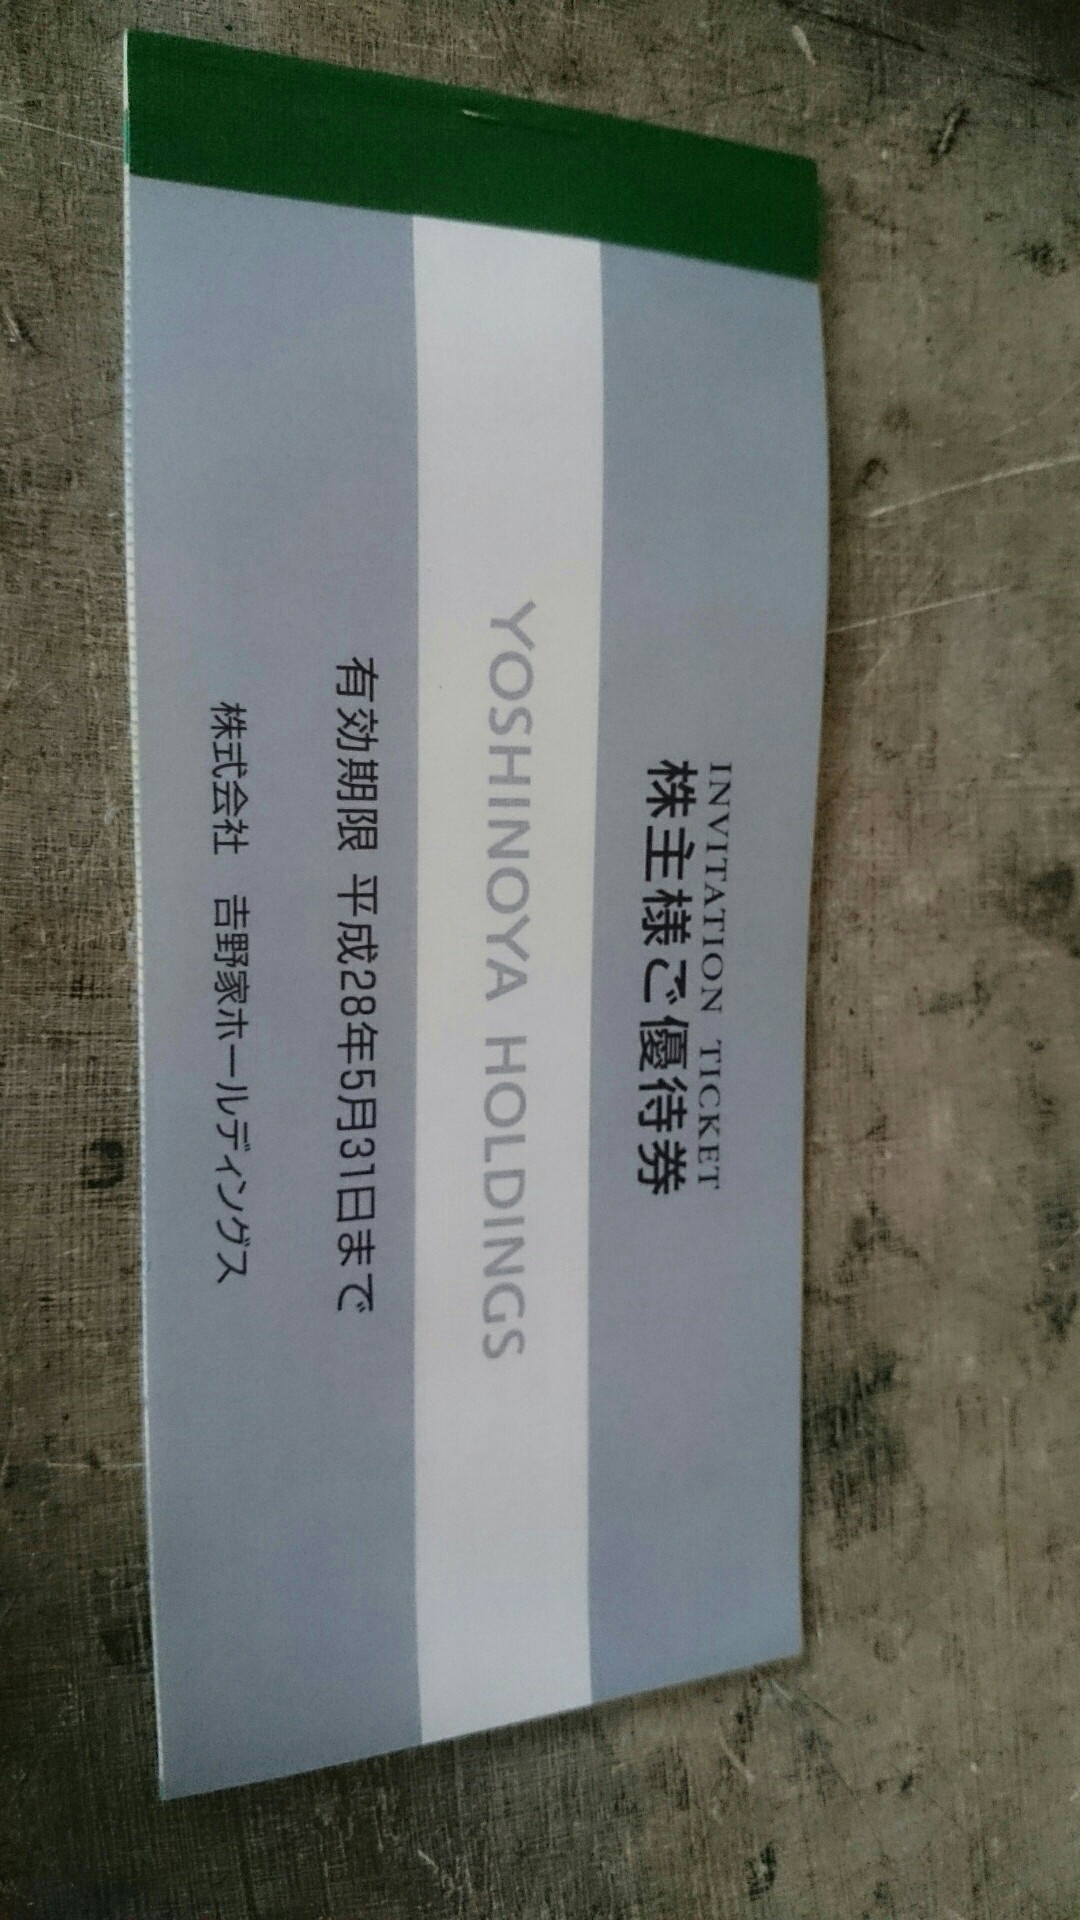 INVITATION TICKET
株主様ご優待券
YOSHINOYA HOLDINGS
有効期限 平成28年5月31日まで
株式会社　吉野家ホールディングス